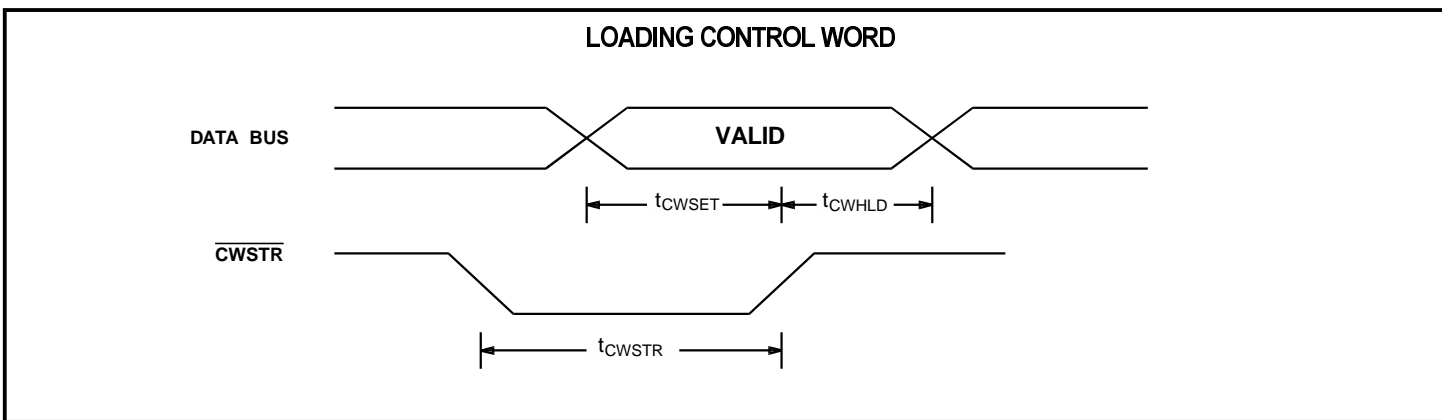 LOADING CONTROL WORD
DATA BUS
VALID
tCWSET
tCWHLD
CWSTR
tCWSTR